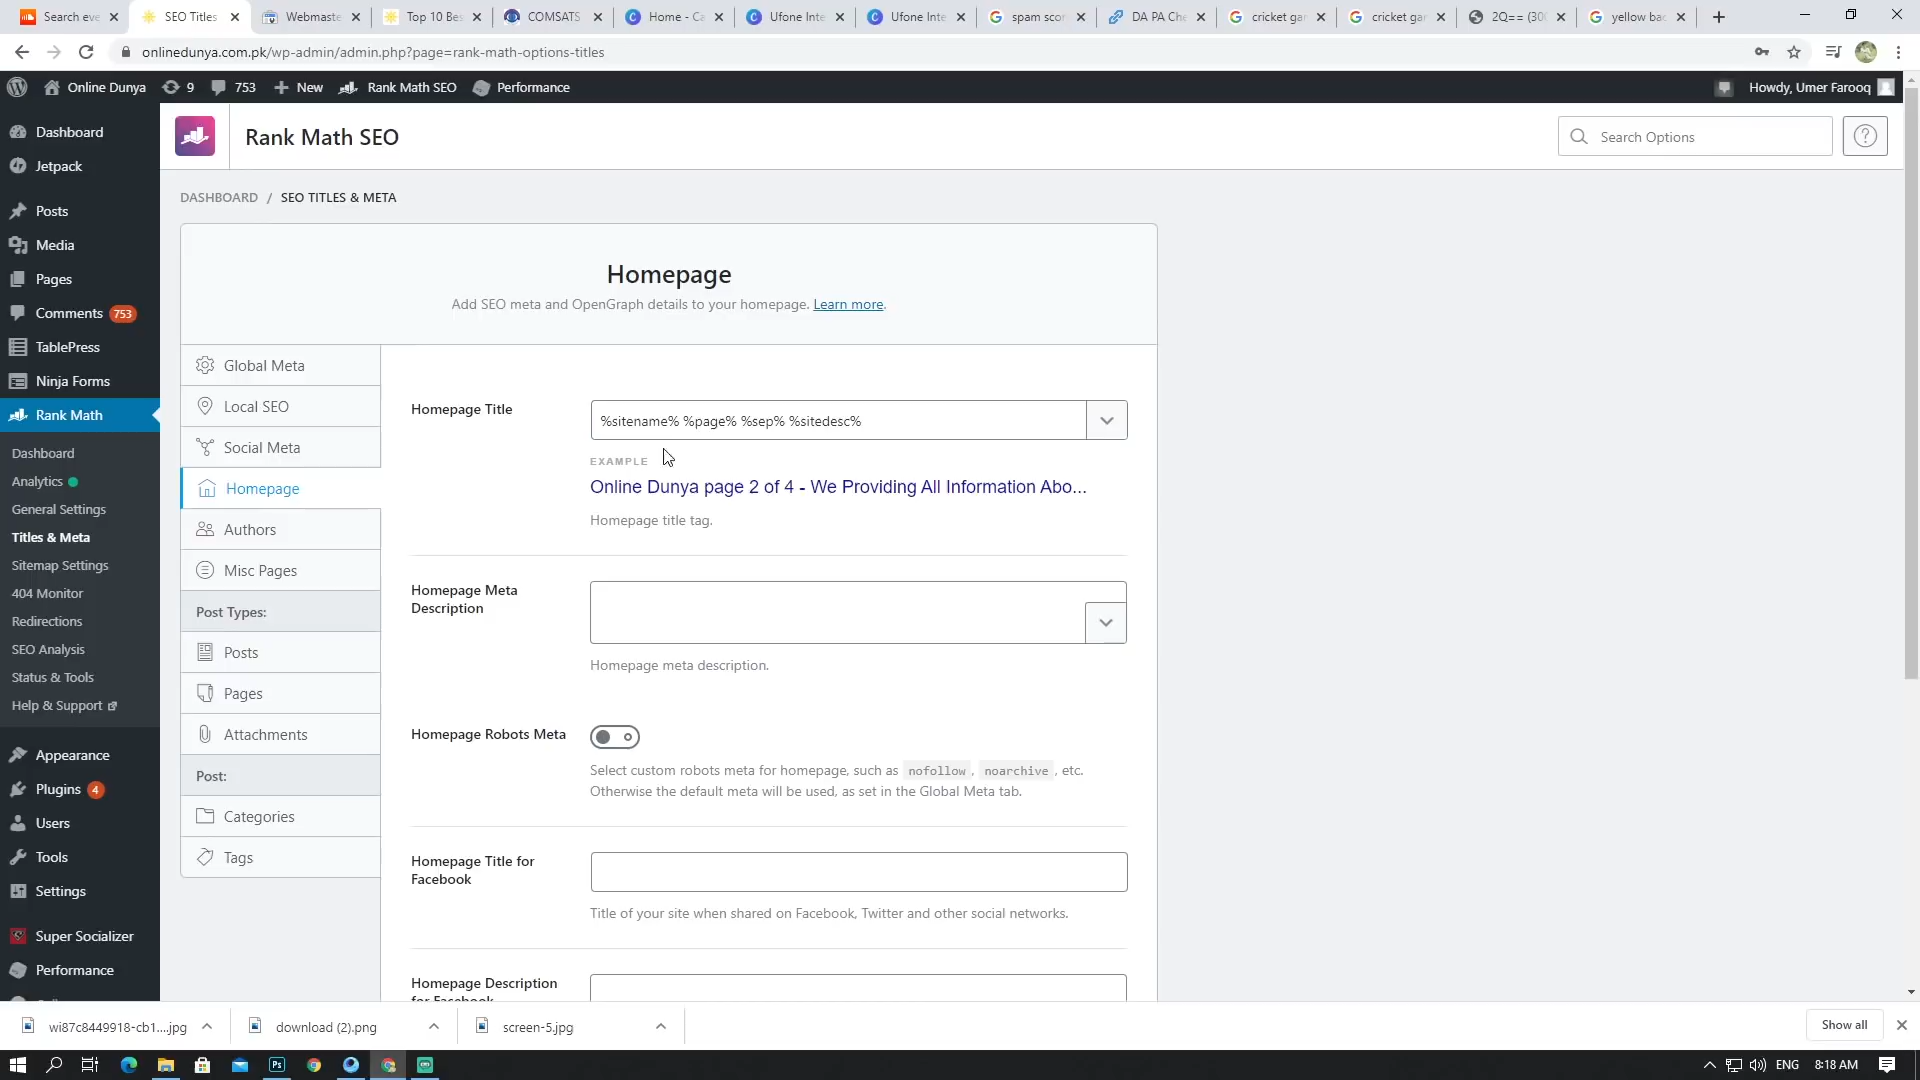 Search eve
SEO Titles
Webmaste
Top 10 Bes
COMSATS
Home - Ca
Ufone Inte
Ufone Inte
spam scor
DA PA Che
cricket gar
cricket gar
2Q== (300
yellow bac
onlinedunya.com.pk/wp-admin/admin.php?page=rank-math-options-titles
Online Dunya
9
753
New
Rank Math SEO
Performance
Howdy, Umer Farooq
Dashboard
Jetpack
Posts
Media
Pages
Comments 753
TablePress
Ninja Forms
Rank Math
Dashboard
Analytics
General Settings
Titles & Meta
Sitemap Settings
404 Monitor
Redirections
SEO Analysis
Status & Tools
Help & Support
Appearance
Plugins 4
Users
Tools
Settings
Super Socializer
Performance
Rank Math SEO
Search Options
DASHBOARD / SEO TITLES & META
Homepage
Add SEO meta and OpenGraph details to your homepage. Learn more.
Global Meta
Local SEO
Social Meta
Homepage
Authors
Misc Pages
Post Types:
Posts
Pages
Attachments
Post:
Categories
Tags
Homepage Title
%sitename% %page% %sep% %sitedesc%
EXAMPLE
Online Dunya page 2 of 4 - We Providing All Information Abo...
Homepage title tag.
Homepage Meta
Description
Homepage meta description.
Homepage Robots Meta
Select custom robots meta for homepage, such as nofollow, noarchive, etc.
Otherwise the default meta will be used, as set in the Global Meta tab.
Homepage Title for
Facebook
Title of your site when shared on Facebook, Twitter and other social networks.
Homepage Description
for Facebook
wi87c8449918-cb1....jpg
download (2).png
screen-5.jpg
Show all
Ps
ENG
8:18 AM